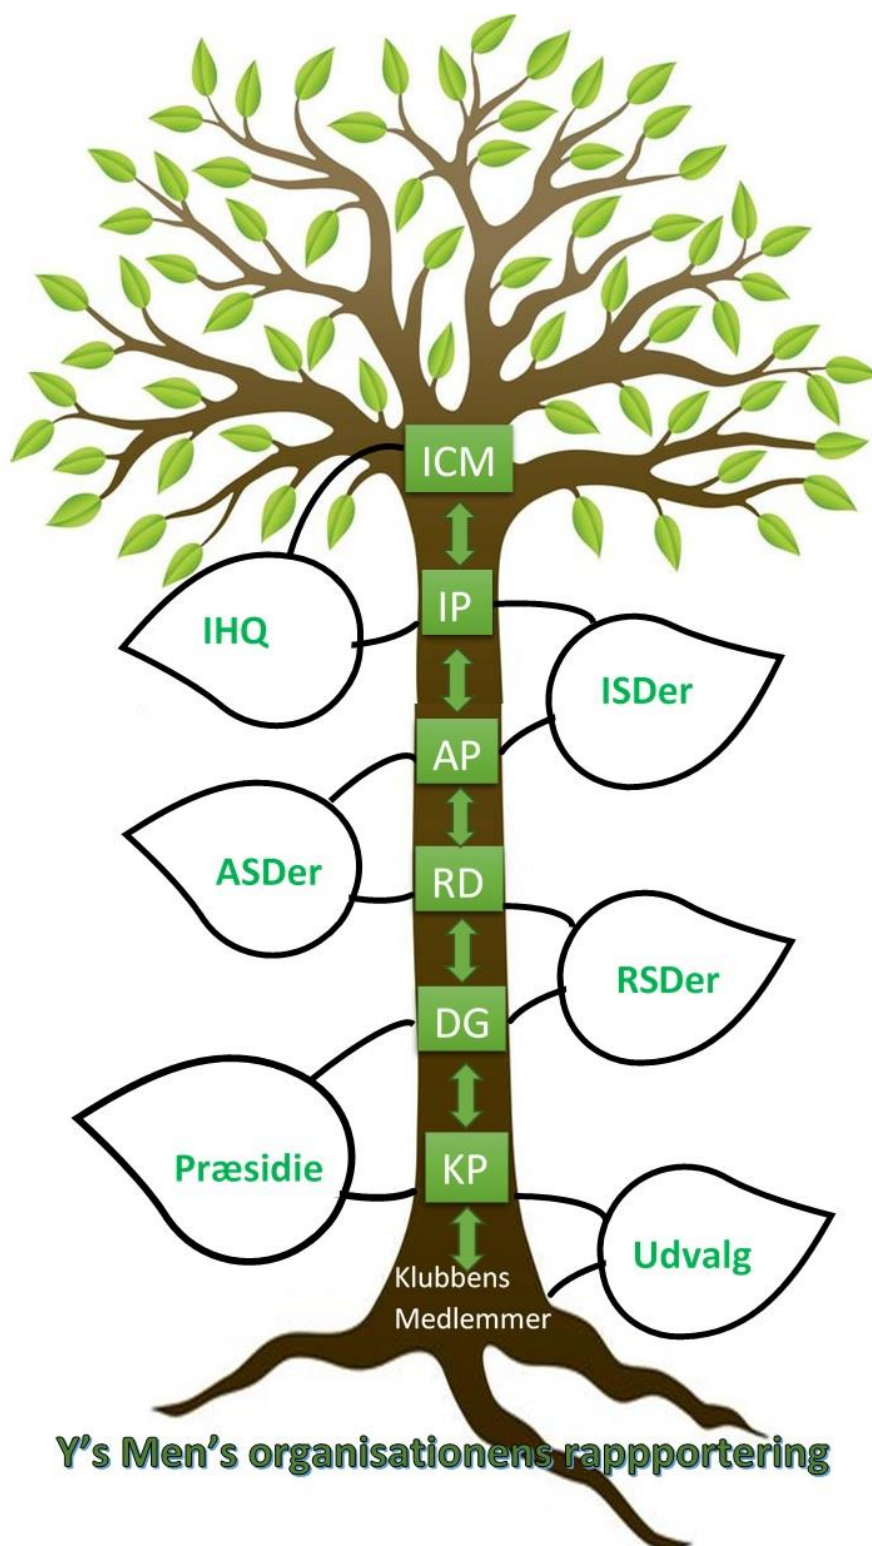 ICM
IP
IHQ
ISDer
AP
ASDer
RD
RSDer
DG
Præsidie
KP
Udvalg
Klubbens
Medlemmer
Y's Men's organisationens rappportering